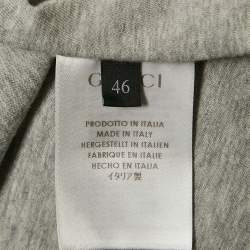 GUCCI
46
PRODOTTO IN ITALIA
MADE IN ITALY
HERGESTELLT IN ITALIEN
FABRIQUE EN ITALIE
HECHO EN ITALIA
イタリア製